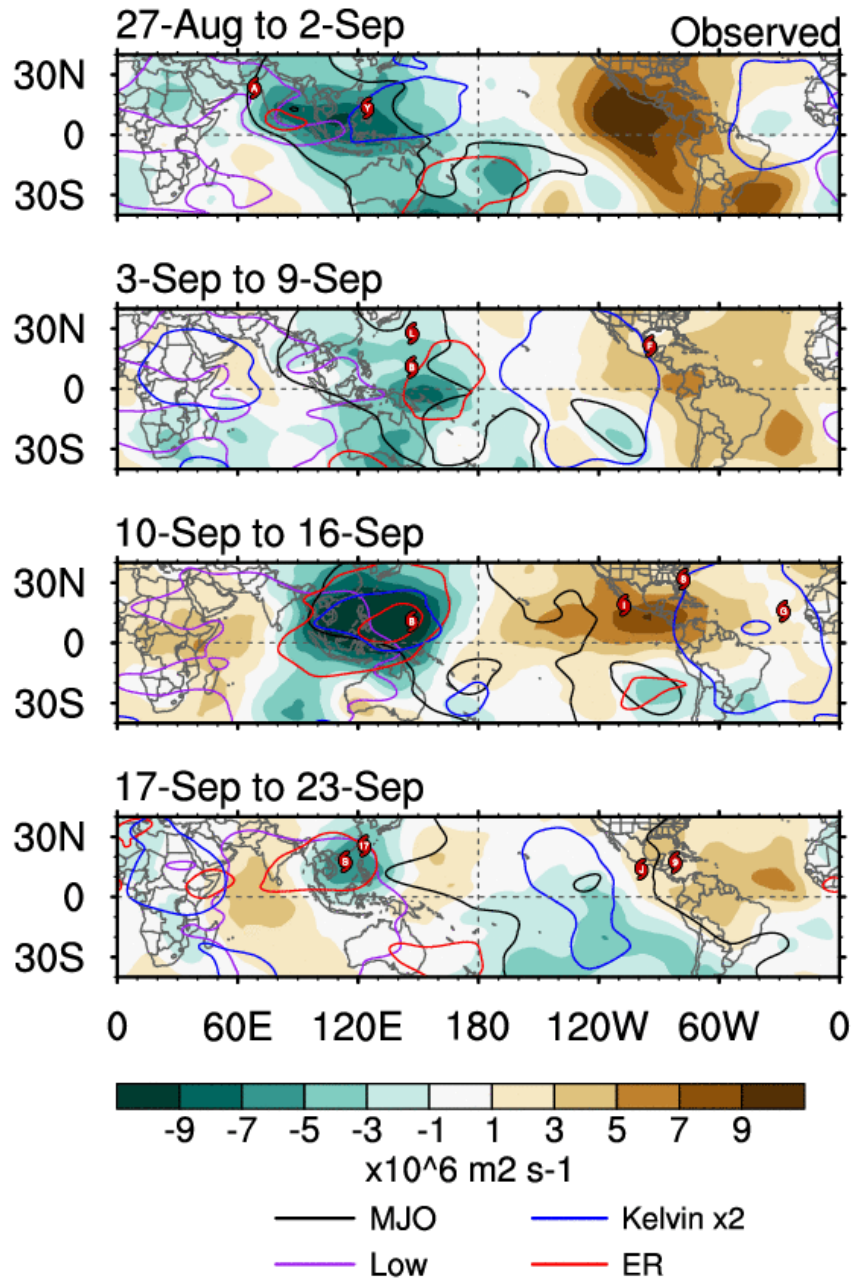 27-Aug to 2-Sep Observed
30N
0
30S
A
Y
3-Sep to 9-Sep
30N
0
30S
L
F
10-Sep to 16-Sep
30N
0
30S
B
I
G
17-Sep to 23-Sep
30N
0
30S
17
J
9
0 60E 120E 180 120W 60W 0
-9 -7 -5 -3 -1 1 3 5 7 9
x10^6 m2 s-1
MJO Kelvin x2
Low ER